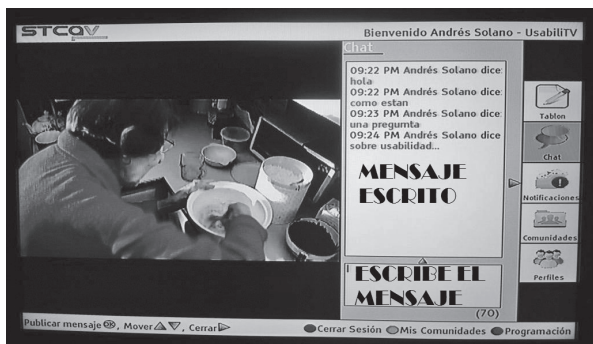 STCAV
Bienvenido Andrés Solano - UsabiliTV
Chat
09:22 PM Andrés Solano dice:
hola
09:22 PM Andrés Solano dice:
como estan
09:23 PM Andrés Solano dice:
una pregunta
09:24 PM Andrés Solano dice
sobre usabilidad...
MENSAJE
ESCRITO
ESCRIBE EL
MENSAJE
(70)
Tablon
Chat
Notificaciones
Comunidades
Perfiles
Publicar mensaje OK, Mover, Cerrar
Cerrar Sesión Mis Comunidades Programación